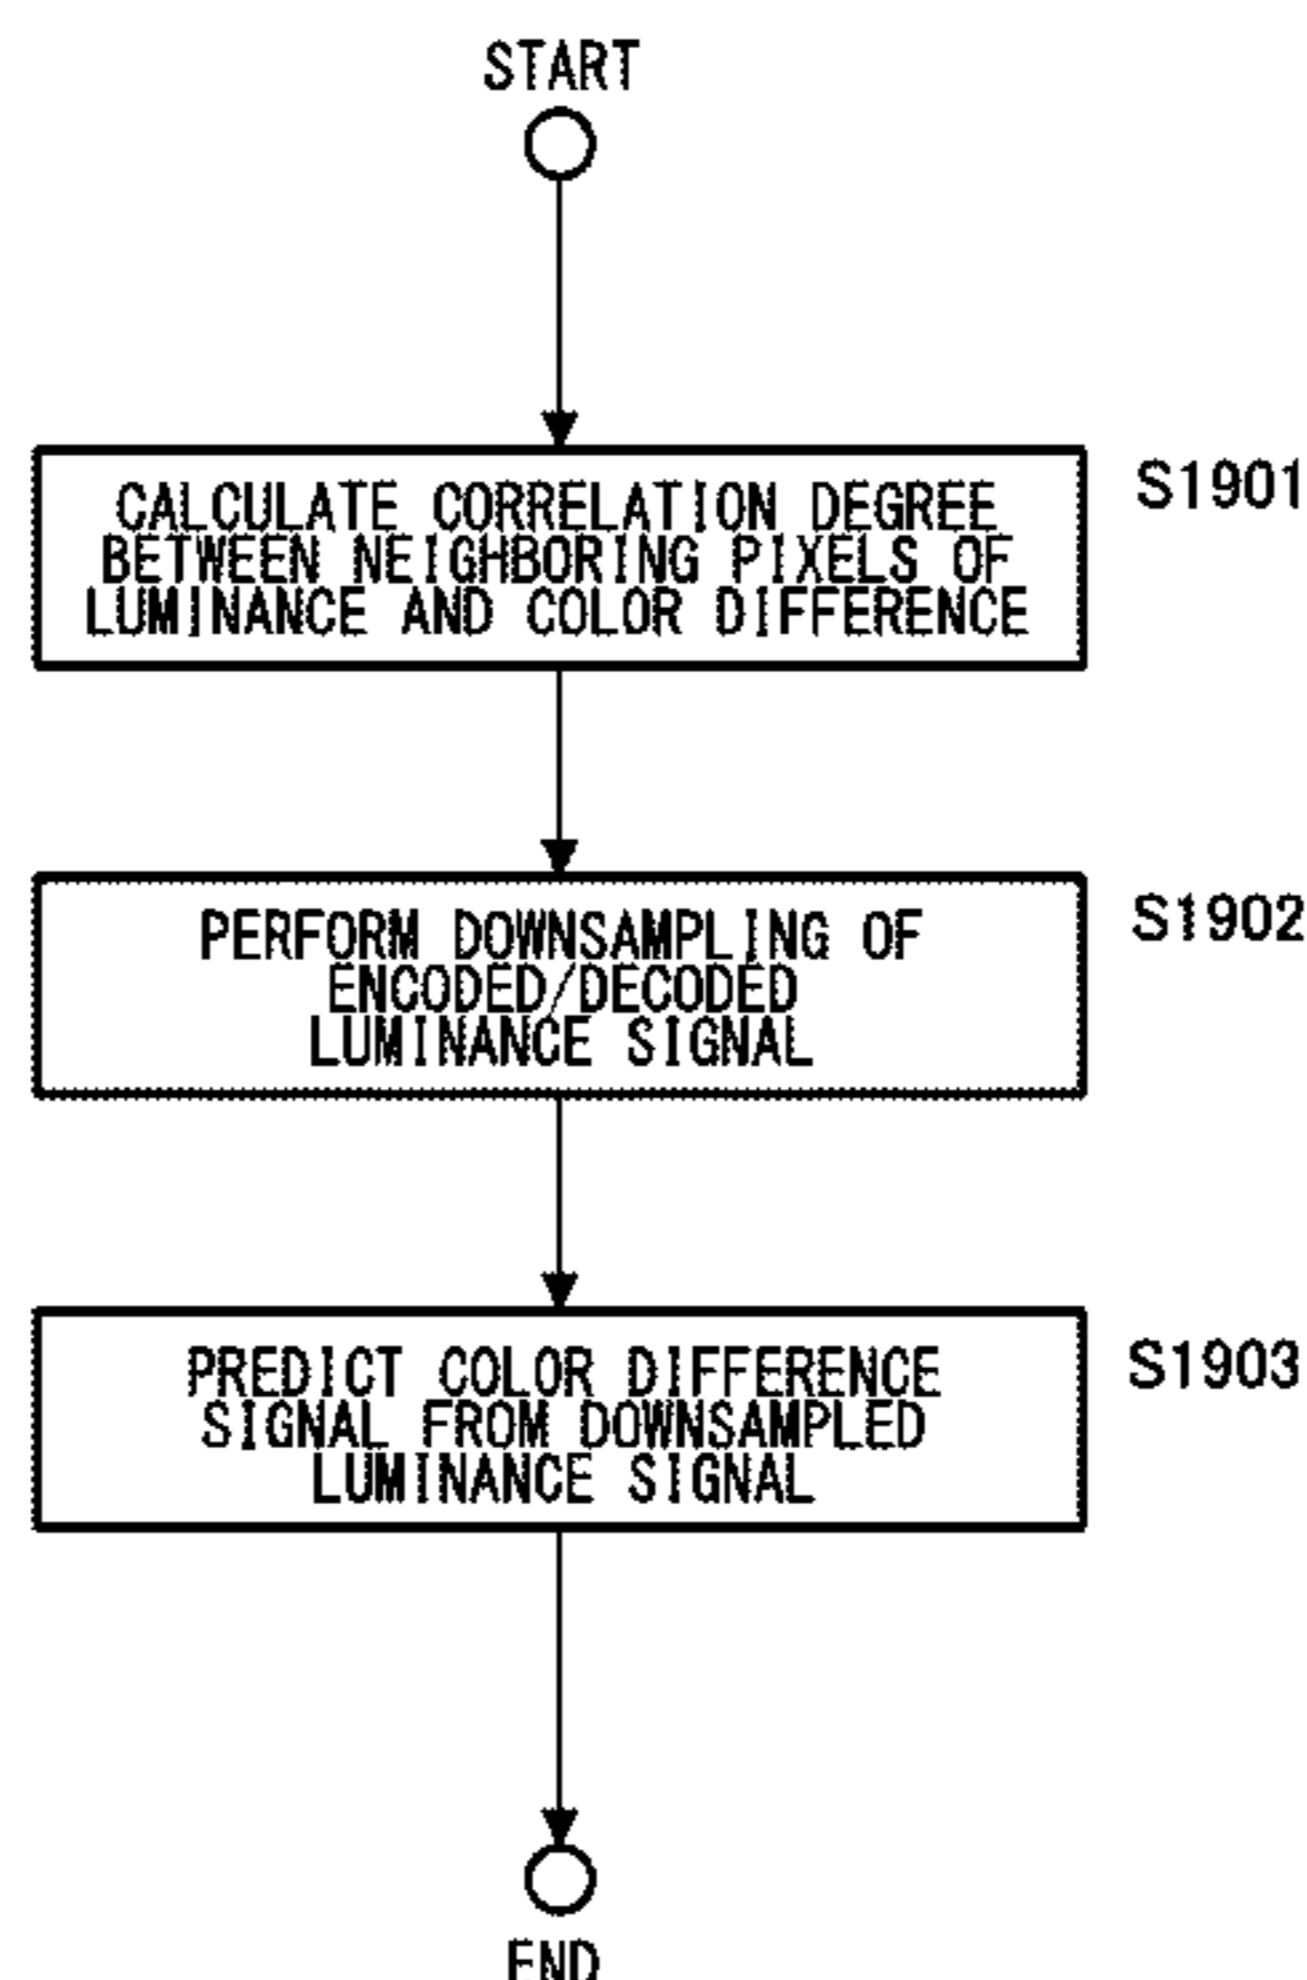 START
CALCULATE CORRELATION DEGREE
BETWEEN NEIGHBORING PIXELS OF
LUMINANCE AND COLOR DIFFERENCE
S1901
PERFORM DOWNSAMPLING OF
ENCODED/DECODED
LUMINANCE SIGNAL
S1902
PREDICT COLOR DIFFERENCE
SIGNAL FROM DOWNSAMPLED
LUMINANCE SIGNAL
S1903
END